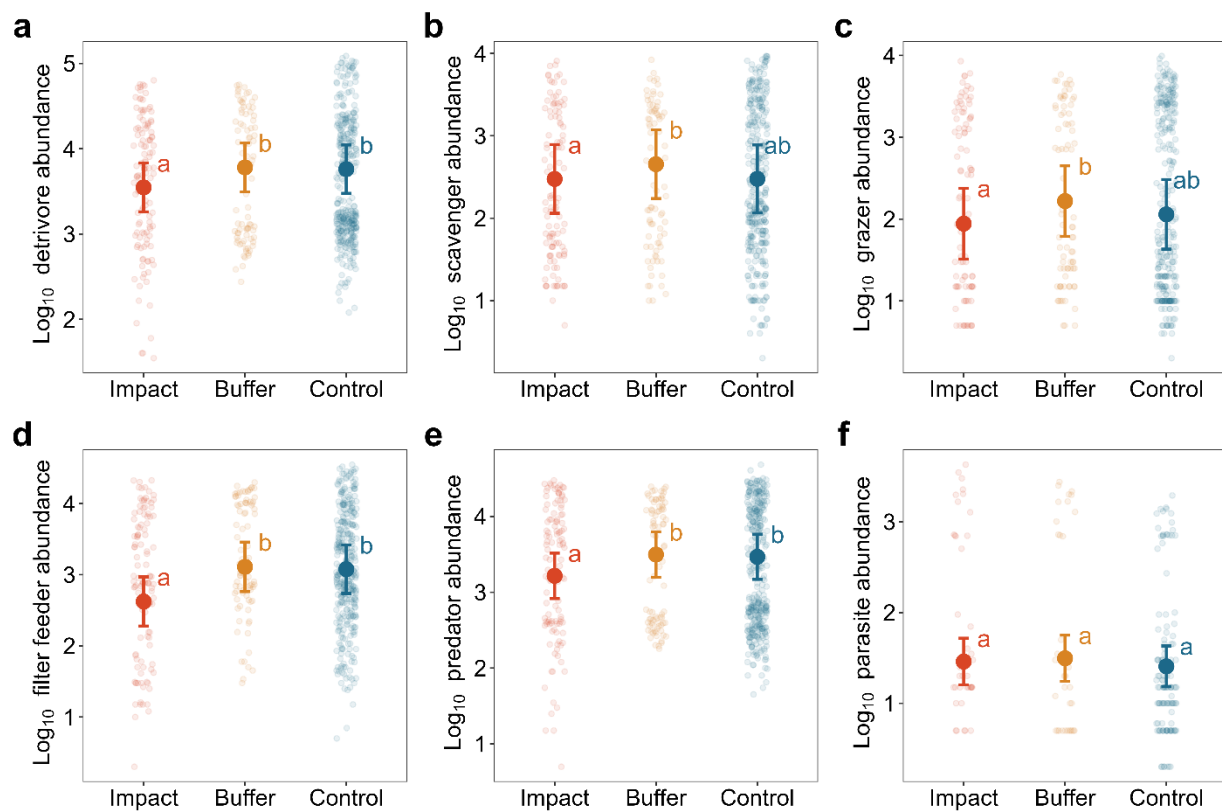 a
Log10 detrivore abundance
5
4
3
2
a
b
b
Impact Buffer Control
b
Log10 scavenger abundance
4
3
2
1
a
b
ab
Impact Buffer Control
c
Log10 grazer abundance
4
3
2
1
a
b
ab
Impact Buffer Control
d
Log10 filter feeder abundance
4
3
2
1
a
b
b
Impact Buffer Control
e
Log10 predator abundance
4
3
2
1
a
b
b
Impact Buffer Control
f
Log10 parasite abundance
3
2
1
a
a
a
Impact Buffer Control